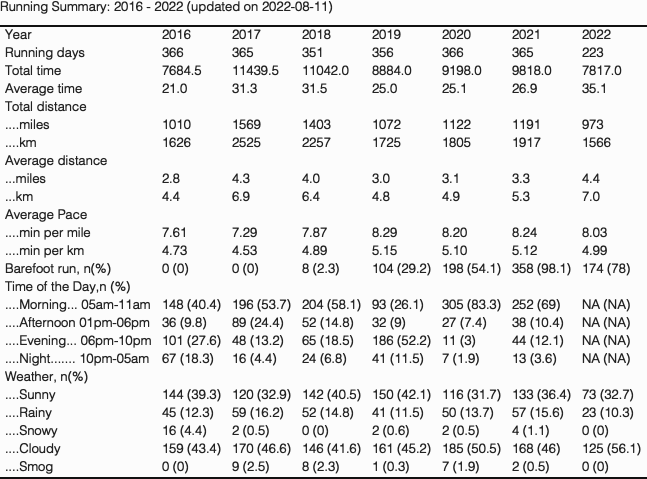 Running Summary: 2016 - 2022 (updated on 2022-08-11)
Year 2016 2017 2018 2019 2020 2021 2022
Running days 366 365 351 356 366 365 223
Total time 7684.5 11439.5 11042.0 8884.0 9198.0 9818.0 7817.0
Average time 21.0 31.3 31.5 25.0 25.1 26.9 35.1
Total distance
....miles 1010 1569 1403 1072 1122 1191 973
....km 1626 2525 2257 1725 1805 1917 1566
Average distance
...miles 2.8 4.3 4.0 3.0 3.1 3.3 4.4
...km 4.4 6.9 6.4 4.8 4.9 5.3 7.0
Average Pace
....min per mile 7.61 7.29 7.87 8.29 8.20 8.24 8.03
....min per km 4.73 4.53 4.89 5.15 5.10 5.12 4.99
Barefoot run, n(%) 0 (0) 0 (0) 8 (2.3) 104 (29.2) 198 (54.1) 358 (98.1) 174 (78)
Time of the Day,n (%)
....Morning... 05am-11am 148 (40.4) 196 (53.7) 204 (58.1) 93 (26.1) 305 (83.3) 252 (69) NA (NA)
....Afternoon 01pm-06pm 36 (9.8) 89 (24.4) 52 (14.8) 32 (9) 27 (7.4) 38 (10.4) NA (NA)
....Evening... 06pm-10pm 101 (27.6) 48 (13.2) 65 (18.5) 186 (52.2) 11 (3) 44 (12.1) NA (NA)
....Night....... 10pm-05am 67 (18.3) 16 (4.4) 24 (6.8) 41 (11.5) 7 (1.9) 13 (3.6) NA (NA)
Weather, n(%)
....Sunny 144 (39.3) 120 (32.9) 142 (40.5) 150 (42.1) 116 (31.7) 133 (36.4) 73 (32.7)
....Rainy 45 (12.3) 59 (16.2) 52 (14.8) 41 (11.5) 50 (13.7) 57 (15.6) 23 (10.3)
....Snowy 16 (4.4) 2 (0.5) 0 (0) 2 (0.6) 2 (0.5) 4 (1.1) 0 (0)
....Cloudy 159 (43.4) 170 (46.6) 146 (41.6) 161 (45.2) 185 (50.5) 168 (46) 125 (56.1)
....Smog 0 (0) 9 (2.5) 8 (2.3) 1 (0.3) 7 (1.9) 2 (0.5) 0 (0)